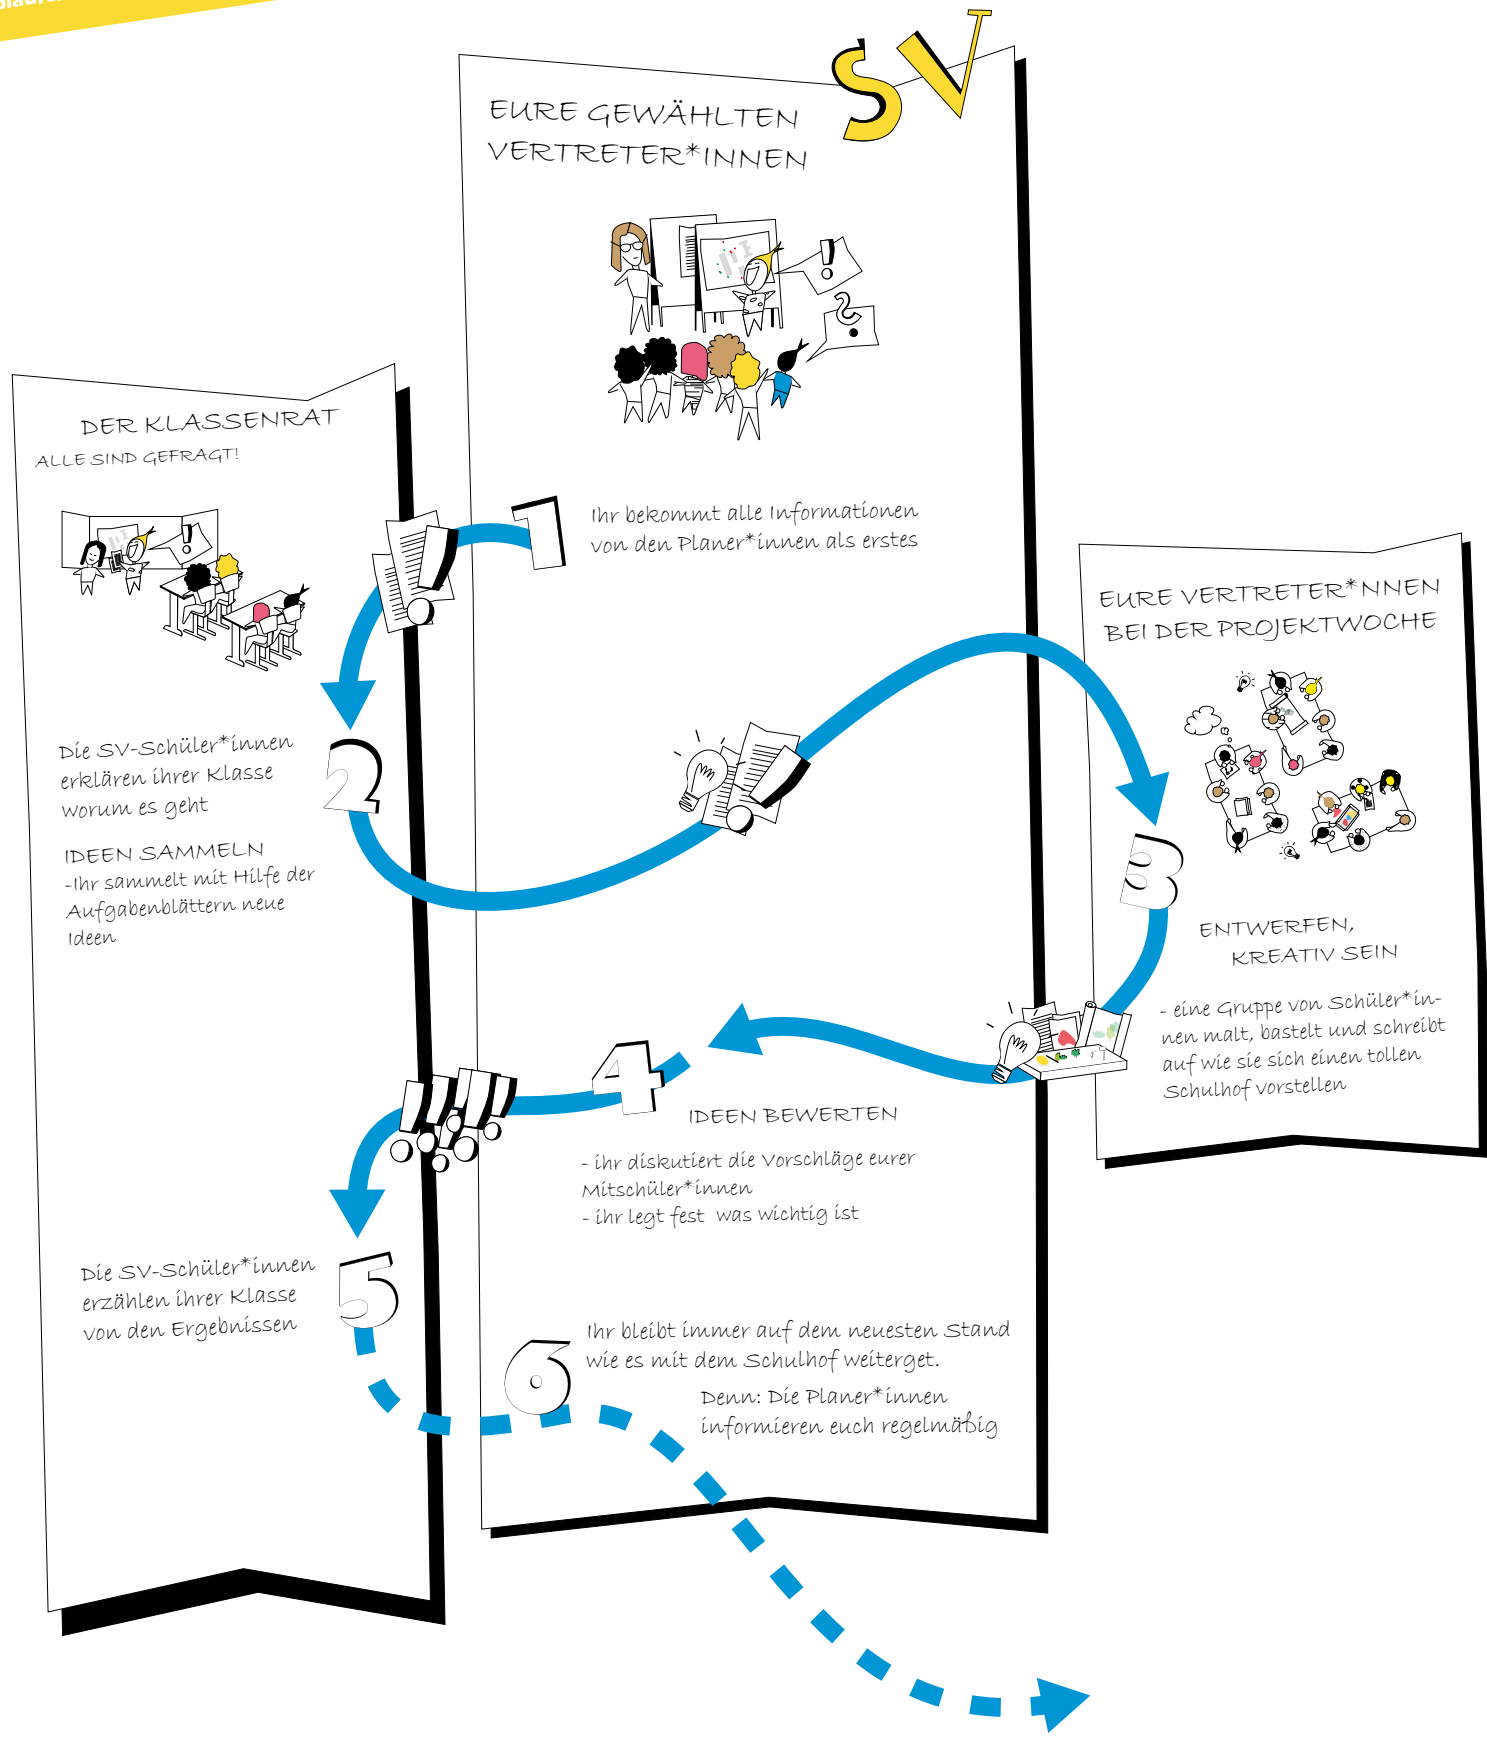 SV
EURE GEWÄHLTEN
VERTRETER*INNEN
1
Ihr bekommt alle Informationen
von den Planer*innen als erstes
DER KLASSENRAT
ALLE SIND GEFRAGT!
2
Die SV-Schüler*innen
erklären ihrer Klasse
worum es geht
IDEEN SAMMELN
-Ihr sammelt mit Hilfe der
Aufgabenblättern neue
Ideen
EURE VERTRETER*NNEN
BEI DER PROJEKTWOCHE
3
ENTWERFEN,
KREATIV SEIN
- eine Gruppe von Schüler*in-
nen malt, bastelt und schreibt
auf wie sie sich einen tollen
Schulhof vorstellen
4
IDEEN BEWERTEN
- ihr diskutiert die Vorschläge eurer
Mitschüler*innen
- ihr legt fest was wichtig ist
5
Die SV-Schüler*innen
erzählen ihrer Klasse
von den Ergebnissen
6
Ihr bleibt immer auf dem neuesten Stand
wie es mit dem Schulhof weiterget.
Denn: Die Planer*innen
informieren euch regelmäßig